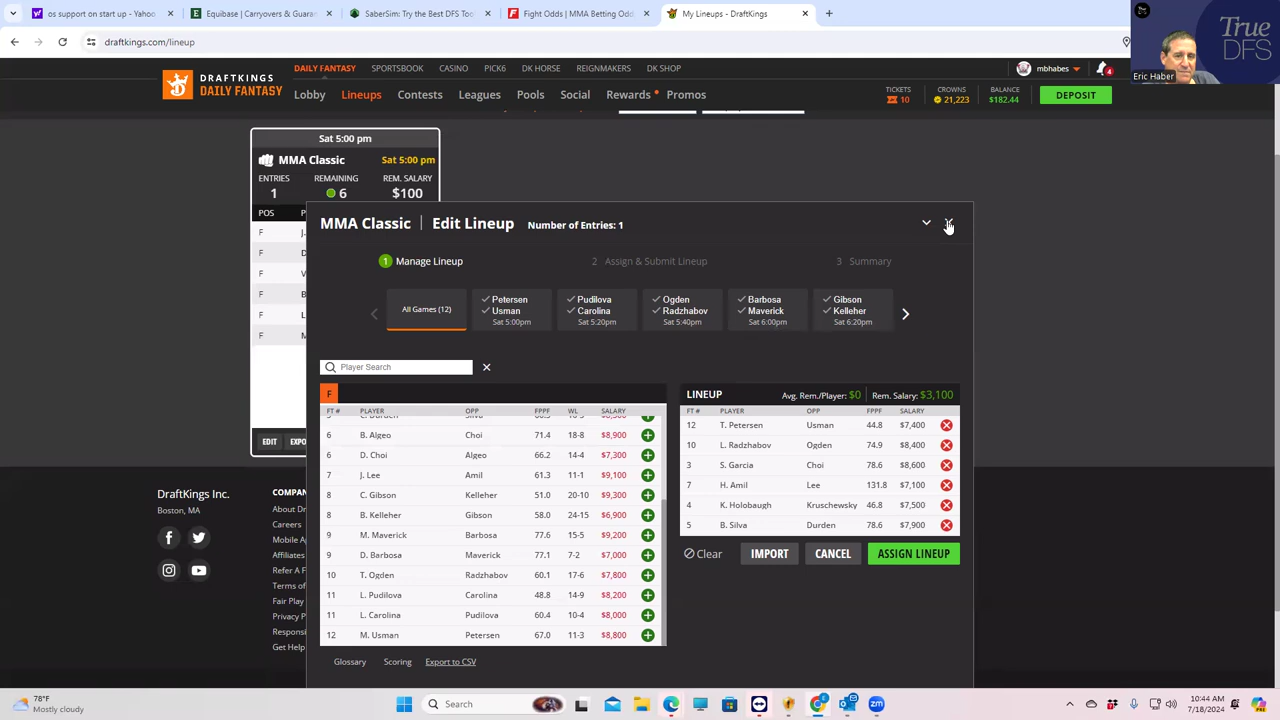 os support on start up - Yahoo
Equibase | Carryovers & Guaran
SaberSim: Try the Best DFS Too
Fight Odds | MMA Betting Odd
My Lineups - DraftKings
draftkings.com/lineup
True
DFS
Eric Haber
DRAFTKINGS
DAILY FANTASY
DAILY FANTASY SPORTSBOOK CASINO PICK6 DK HORSE REIGNMAKERS DK SHOP
mbhabes
4
Lobby Lineups Contests Leagues Pools Social Rewards Promos
TICKETS
10
CROWNS
21,223
BALANCE
$182.44
DEPOSIT
Sat 5:00 pm
MMA Classic Sat 5:00pm
ENTRIES REMAINING REM. SALARY
1 6 $100
POS
F J.
F D
F V
F B
F L.
F M
EDIT EXPO
MMA Classic | Edit Lineup Number of Entries: 1
1 Manage Lineup 2 Assign & Submit Lineup 3 Summary
All Games (12)
Petersen
Usman
Sat 5:00pm
Pudilova
Carolina
Sat 5:20pm
Ogden
Radzhabov
Sat 5:40pm
Barbosa
Maverick
Sat 6:00pm
Gibson
Kelleher
Sat 6:20pm
Player Search
F
FT # PLAYER OPP FPPF WL SALARY
6 B. Algeo Choi 71.4 18-8 $8,900
6 D. Choi Algeo 66.2 14-4 $7,300
7 J. Lee Amil 61.3 11-1 $9,100
8 C. Gibson Kelleher 51.0 20-10 $9,300
8 B. Kelleher Gibson 58.0 24-15 $6,900
9 M. Maverick Barbosa 77.6 15-5 $9,200
9 D. Barbosa Maverick 77.1 7-2 $7,000
10 T. Ogden Radzhabov 60.1 17-6 $7,800
11 L. Pudilova Carolina 48.8 14-9 $8,200
11 L. Carolina Pudilova 60.4 10-4 $8,000
12 M. Usman Petersen 67.0 11-3 $8,800
Glossary Scoring Export to CSV
LINEUP Avg. Rem./Player: $0 Rem. Salary: $3,100
FT # PLAYER OPP FPPF SALARY
12 T. Petersen Usman 44.8 $7,400
10 L. Radzhabov Ogden 74.9 $8,400
3 S. Garcia Choi 78.6 $8,600
7 H. Amil Lee 131.8 $7,100
4 K. Holobaugh Kruschewsky 46.8 $7,500
5 B. Silva Durden 78.6 $7,900
Clear IMPORT CANCEL ASSIGN LINEUP
DraftKings Inc.
Boston, MA
COMPAN
About Dr
Careers
Mobile Ap
Affiliates
Refer A F
Terms of
Fair Play
Privacy P
Responsi
Get Help
78°F
Mostly cloudy
Search
10:44 AM
7/18/2024